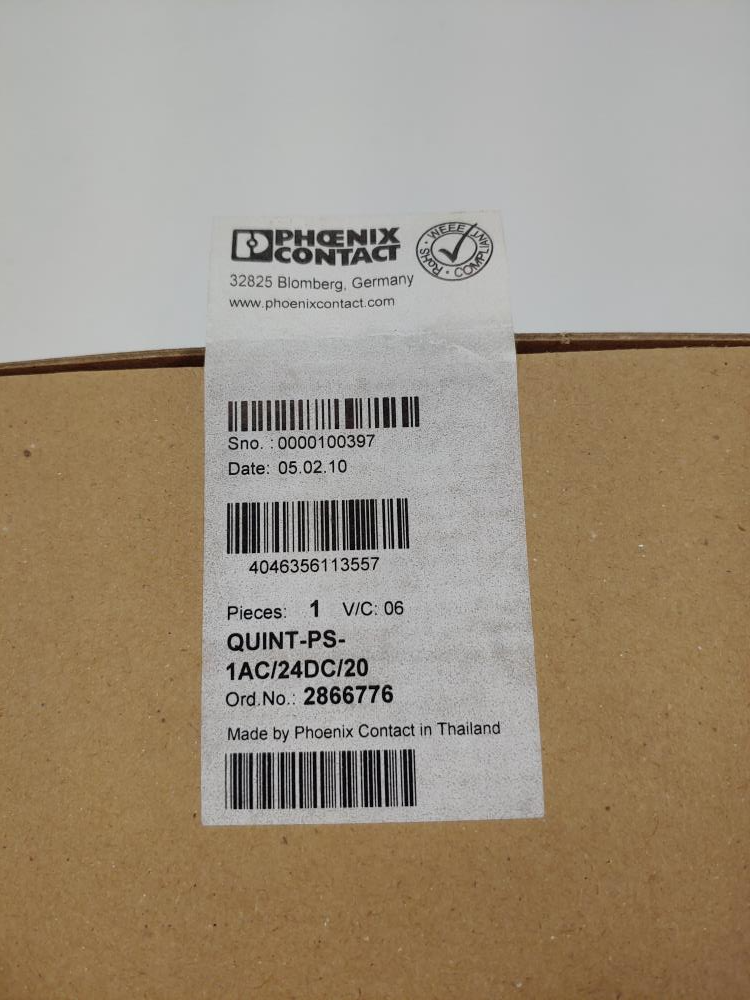 PHŒNIX
CONTACT
WEEE
RoHS · COMPLIANT
32825 Blomberg, Germany
www.phoenixcontact.com
Sno. : 0000100397
Date: 05.02.10
4046356113557
Pieces: 1 V/C: 06
QUINT-PS-
1AC/24DC/20
Ord.No.: 2866776
Made by Phoenix Contact in Thailand